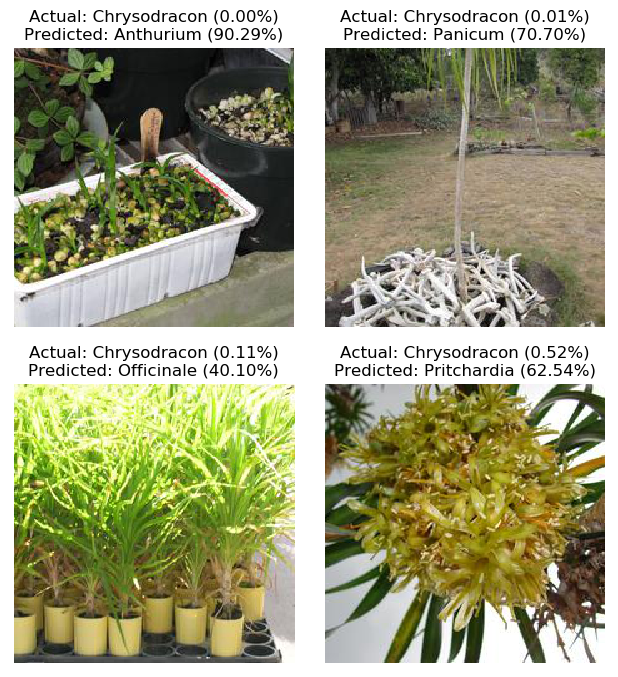 Actual: Chrysodracon (0.00%)
Predicted: Anthurium (90.29%)
Actual: Chrysodracon (0.01%)
Predicted: Panicum (70.70%)
Actual: Chrysodracon (0.11%)
Predicted: Officinale (40.10%)
Actual: Chrysodracon (0.52%)
Predicted: Pritchardia (62.54%)